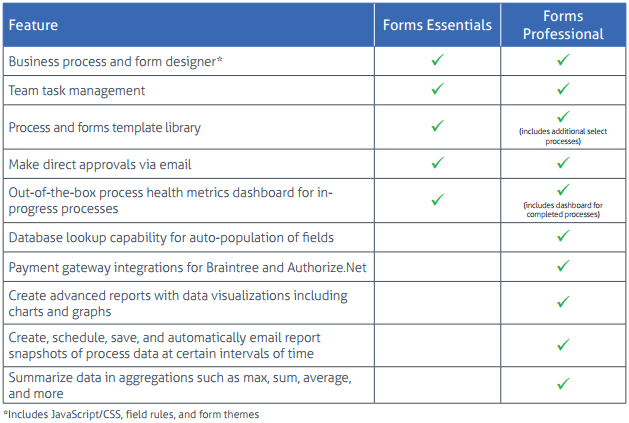 Feature Forms Essentials Forms
Professional
Business process and form designer* ✓ ✓
Team task management ✓ ✓
Process and forms template library ✓ ✓
(includes additional select
processes)
Make direct approvals via email ✓ ✓
Out-of-the-box process health metrics dashboard for in-
progress processes ✓ ✓
(includes dashboard for
completed processes)
Database lookup capability for auto-population of fields ✓
Payment gateway integrations for Braintree and Authorize.Net ✓
Create advanced reports with data visualizations including
charts and graphs ✓
Create, schedule, save, and automatically email report
snapshots of process data at certain intervals of time ✓
Summarize data in aggregations such as max, sum, average,
and more ✓
*Includes JavaScript/CSS, field rules, and form themes